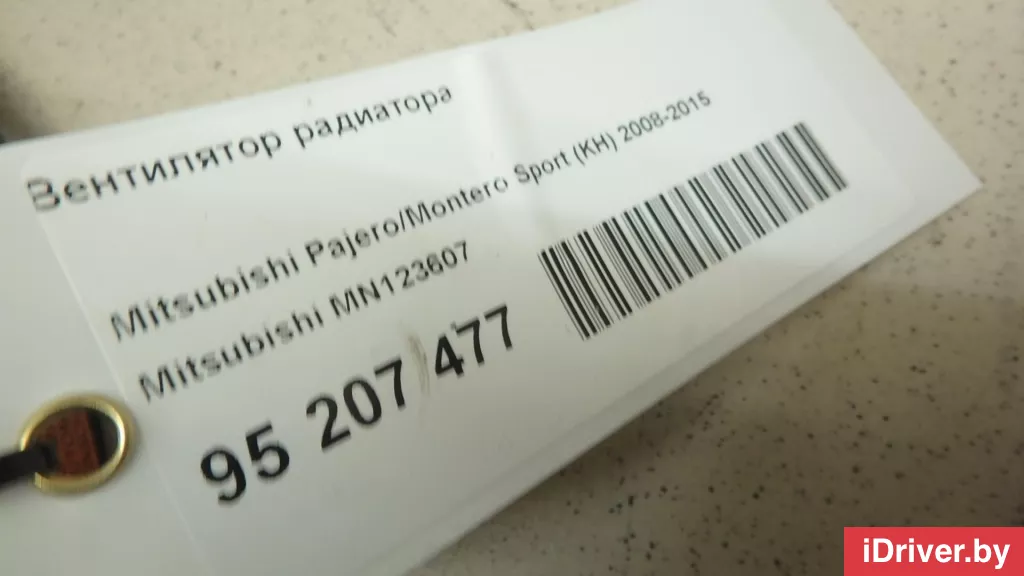 Вентилятор радиатора
Mitsubishi Pajero/Montero Sport (KH) 2008-2015
Mitsubishi MN123607
95 207 477
iDriver.by